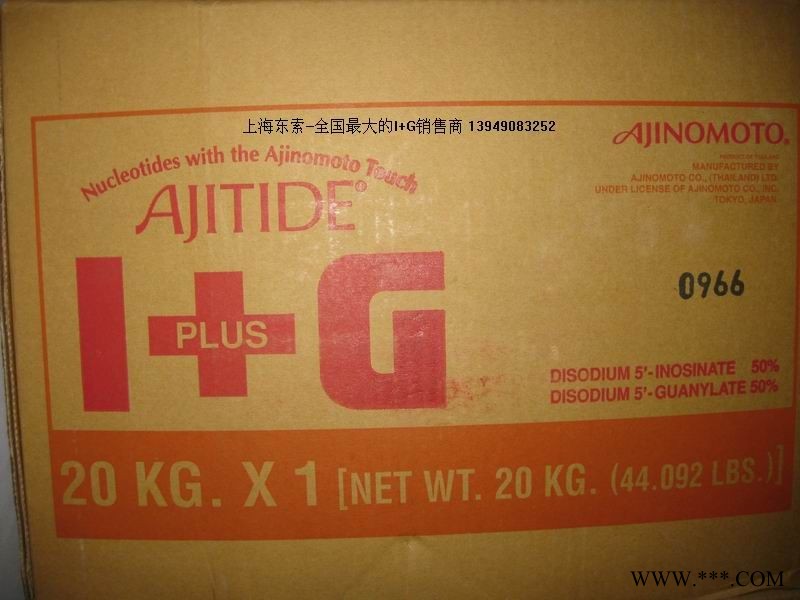 上海东索-全国最大的I+G销售商 13949083252
AJINOMOTO®
PRODUCT OF THAILAND
MANUFACTURED BY
AJINOMOTO CO., (THAILAND) LTD.
UNDER LICENSE OF AJINOMOTO CO., INC.
TOKYO, JAPAN.
Nucleotides with the Ajinomoto Touch
AJITIDE®
I+G
PLUS
0966
DISODIUM 5'-INOSINATE 50%
DISODIUM 5'-GUANYLATE 50%
20 KG. X 1 [NET WT. 20 KG. (44.092 LBS.)]
WWW.***.COM